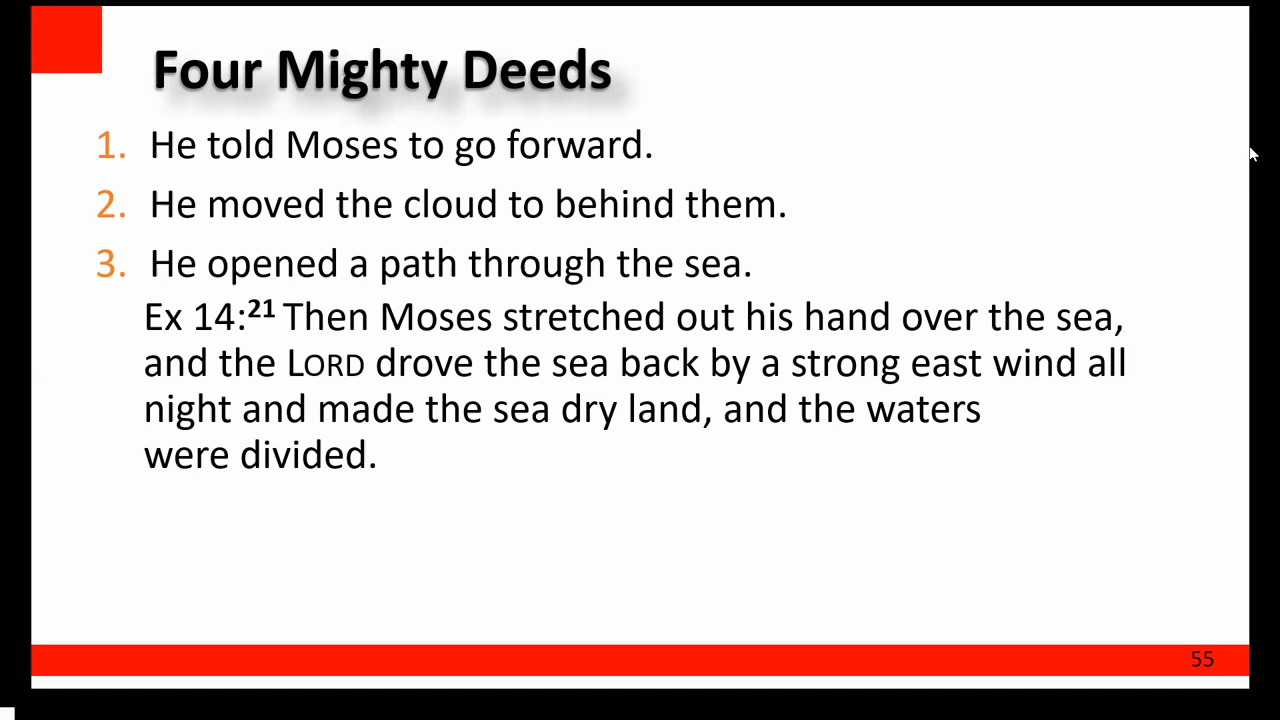 Four Mighty Deeds
1. He told Moses to go forward.
2. He moved the cloud to behind them.
3. He opened a path through the sea.
Ex 14:21 Then Moses stretched out his hand over the sea,
and the LORD drove the sea back by a strong east wind all
night and made the sea dry land, and the waters
were divided.
55